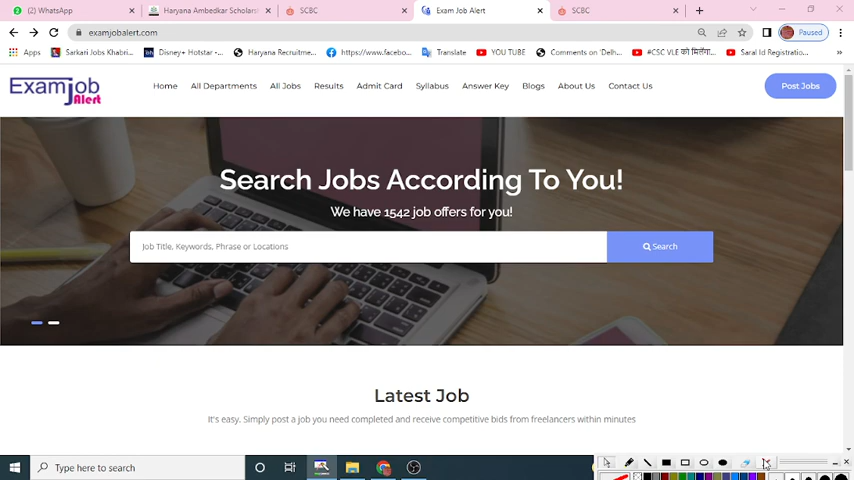 (2) WhatsApp
Haryana Ambedkar Scholarsh
SCBC
Exam Job Alert
SCBC
examjobalert.com
Paused
Apps
Sarkari Jobs Khabri...
Disney+ Hotstar -...
Haryana Recruitme...
https://www.facebo...
Translate
YOU TUBE
Comments on 'Delh...
#CSC VLE को मिलेंगा...
Saral Id Registratio...
Examjob
Alert
Home
All Departments
All Jobs
Results
Admit Card
Syllabus
Answer Key
Blogs
About Us
Contact Us
Post Jobs
Search Jobs According To You!
We have 1542 job offers for you!
Job Title, Keywords, Phrase or Locations
Search
Latest Job
It's easy. Simply post a job you need completed and receive competitive bids from freelancers within minutes
Type here to search